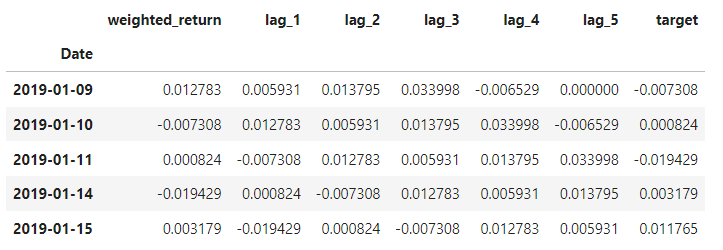 weighted_return lag_1 lag_2 lag_3 lag_4 lag_5 target
Date
2019-01-09 0.012783 0.005931 0.013795 0.033998 -0.006529 0.000000 -0.007308
2019-01-10 -0.007308 0.012783 0.005931 0.013795 0.033998 -0.006529 0.000824
2019-01-11 0.000824 -0.007308 0.012783 0.005931 0.013795 0.033998 -0.019429
2019-01-14 -0.019429 0.000824 -0.007308 0.012783 0.005931 0.013795 0.003179
2019-01-15 0.003179 -0.019429 0.000824 -0.007308 0.012783 0.005931 0.011765